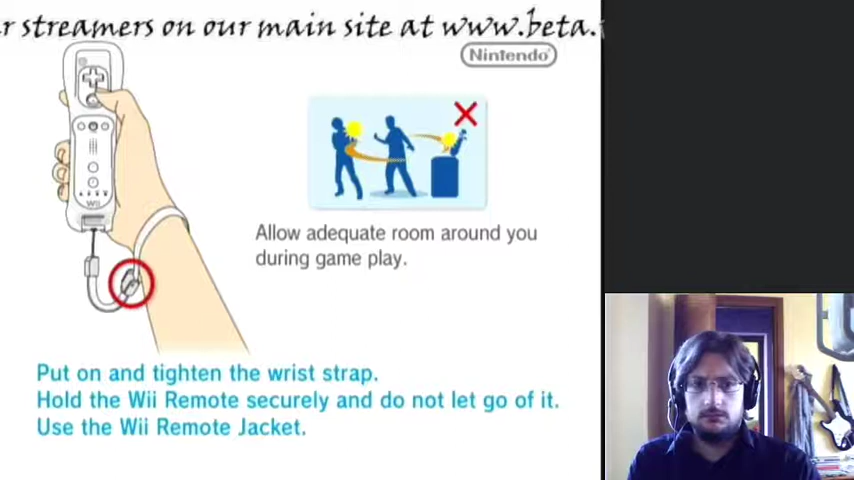 streamers on our main site at www.beta.
Nintendo
Wii
Allow adequate room around you
during game play.
Put on and tighten the wrist strap.
Hold the Wii Remote securely and do not let go of it.
Use the Wii Remote Jacket.